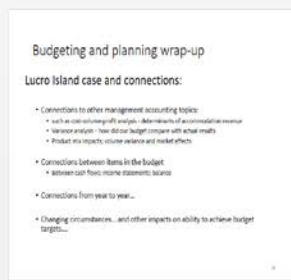 Budgeting and planning wrap-up
Lucro Island case and connections:
• Connections to other management accounting topics:
• such as cost-volume-profit analysis - determinants of accommodation revenue
• Variance analysis - how did our budget compare with actual results
• Product mix impacts; volume variance and market effects
• Connections between items in the budget
• Between cash flows; income statements; balance
• Connections from year to year...
• Changing circumstances... and other impacts on ability to achieve budget
targets...